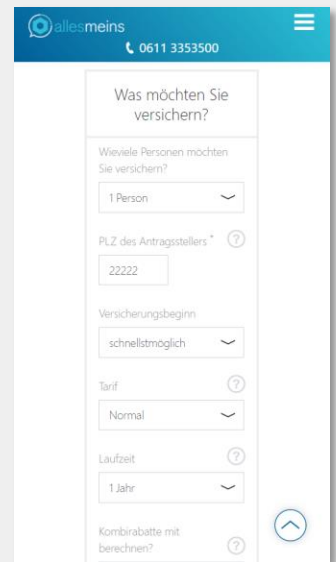 allesmeins
0611 3353500
Was möchten Sie
versichern?
Wieviele Personen möchten
Sie versichern?
1 Person
PLZ des Antragsstellers *
?
22222
Versicherungsbeginn
schnellstmöglich
Tarif
?
Normal
Laufzeit
?
1 Jahr
Kombirabatte mit
berechnen?
?